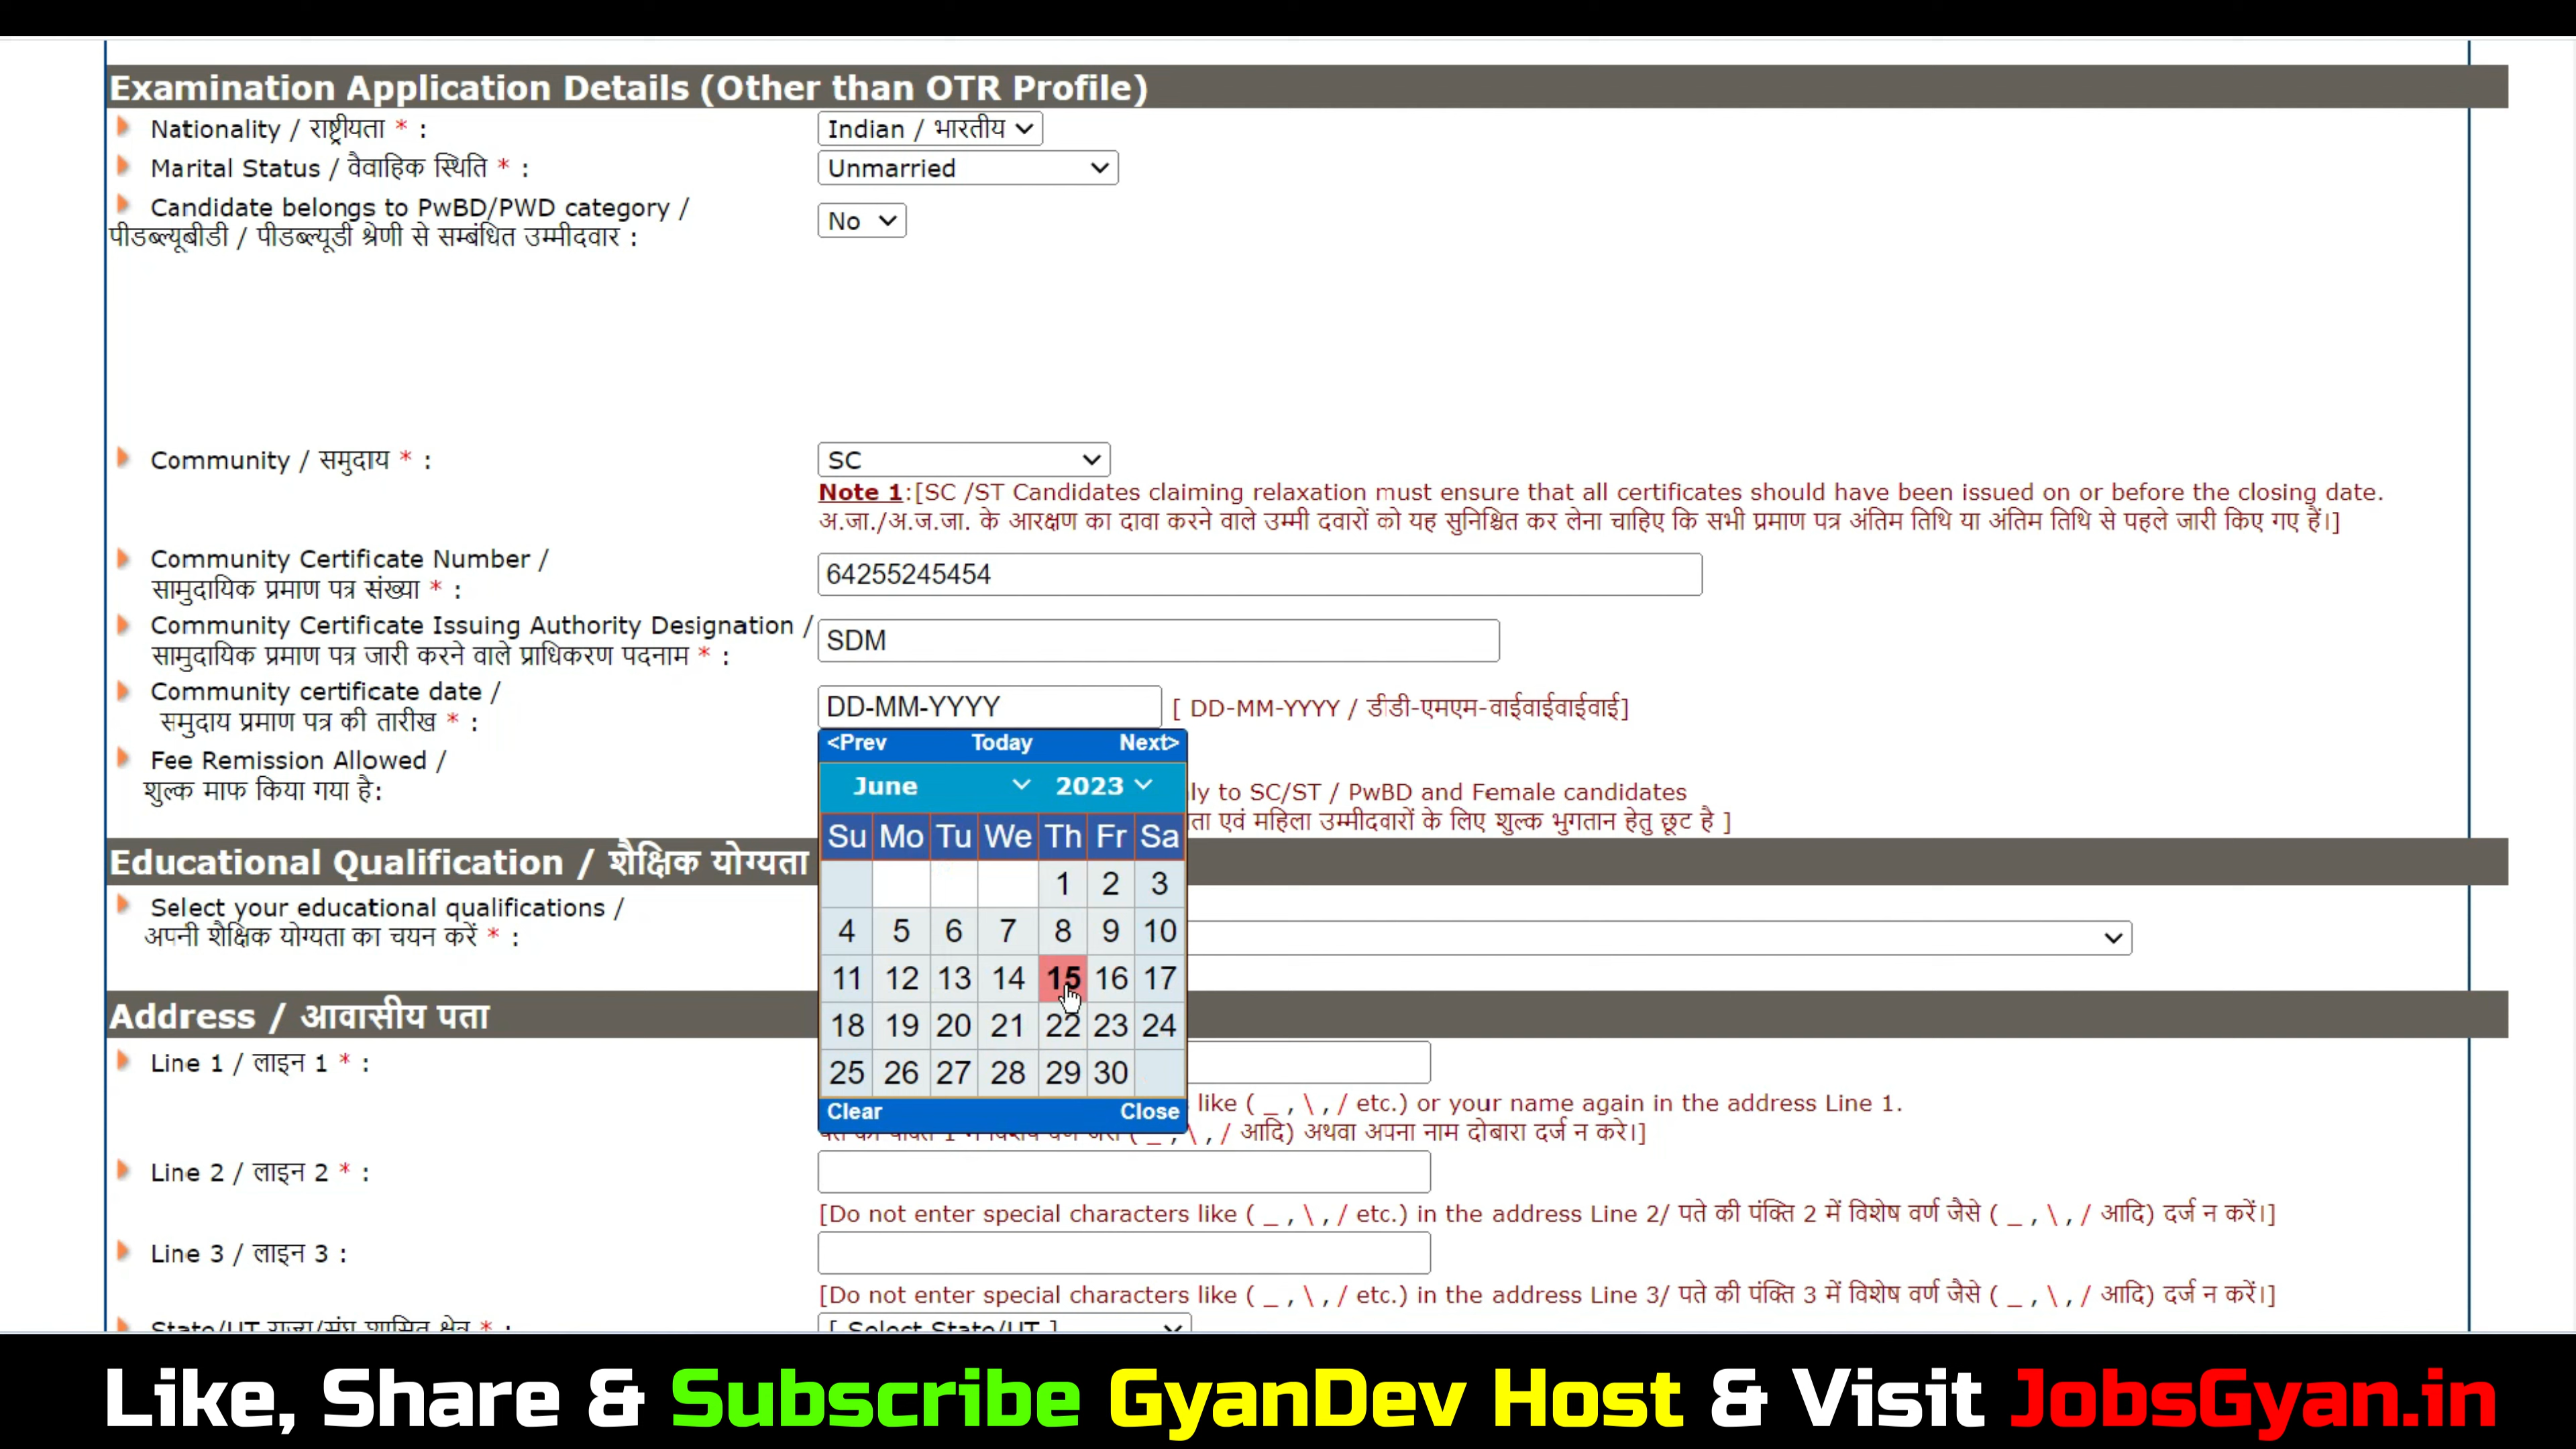 Examination Application Details (Other than OTR Profile)
Nationality / राष्ट्रीयता * :
Indian / भारतीय
Marital Status / वैवाहिक स्थिति * :
Unmarried
Candidate belongs to PwBD/PWD category /
पीडब्ल्यूबीडी / पीडब्ल्यूडी श्रेणी से सम्बंधित उम्मीदवार :
No
Community / समुदाय * :
SC
Note 1:[SC /ST Candidates claiming relaxation must ensure that all certificates should have been issued on or before the closing date.
अ.जा./अ.ज.जा. के आरक्षण का दावा करने वाले उम्मी दवारों को यह सुनिश्चित कर लेना चाहिए कि सभी प्रमाण पत्र अंतिम तिथि या अंतिम तिथि से पहले जारी किए गए हैं।]
Community Certificate Number /
सामुदायिक प्रमाण पत्र संख्या * :
64255245454
Community Certificate Issuing Authority Designation /
सामुदायिक प्रमाण पत्र जारी करने वाले प्राधिकरण पदनाम * :
SDM
Community certificate date /
समुदाय प्रमाण पत्र की तारीख * :
DD-MM-YYYY
[ DD-MM-YYYY / डीडी-एमएम-वाईवाईवाईवाई]
<Prev Today Next>
June 2023
Su Mo Tu We Th Fr Sa
1 2 3
4 5 6 7 8 9 10
11 12 13 14 15 16 17
18 19 20 21 22 23 24
25 26 27 28 29 30
Clear Close
Fee Remission Allowed /
शुल्क माफ किया गया है:
ly to SC/ST / PwBD and Female candidates
ता एवं महिला उम्मीदवारों के लिए शुल्क भुगतान हेतु छूट है ]
Educational Qualification / शैक्षिक योग्यता
Select your educational qualifications /
अपनी शैक्षिक योग्यता का चयन करें * :
Address / आवासीय पता
Line 1 / लाइन 1 * :
like ( _ , \ , / etc.) or your name again in the address Line 1.
( _ , \ , / आदि) अथवा अपना नाम दोबारा दर्ज न करे।]
Line 2 / लाइन 2 * :
[Do not enter special characters like ( _ , \ , / etc.) in the address Line 2/ पते की पंक्ति 2 में विशेष वर्ण जैसे ( _ , \ , / आदि) दर्ज न करें।]
Line 3 / लाइन 3 :
[Do not enter special characters like ( _ , \ , / etc.) in the address Line 3/ पते की पंक्ति 3 में विशेष वर्ण जैसे ( _ , \ , / आदि) दर्ज न करें।]
State/UT राज्य/संघ शासित क्षेत्र * :
[ Select State/UT ]
Like, Share & Subscribe GyanDev Host & Visit JobsGyan.in